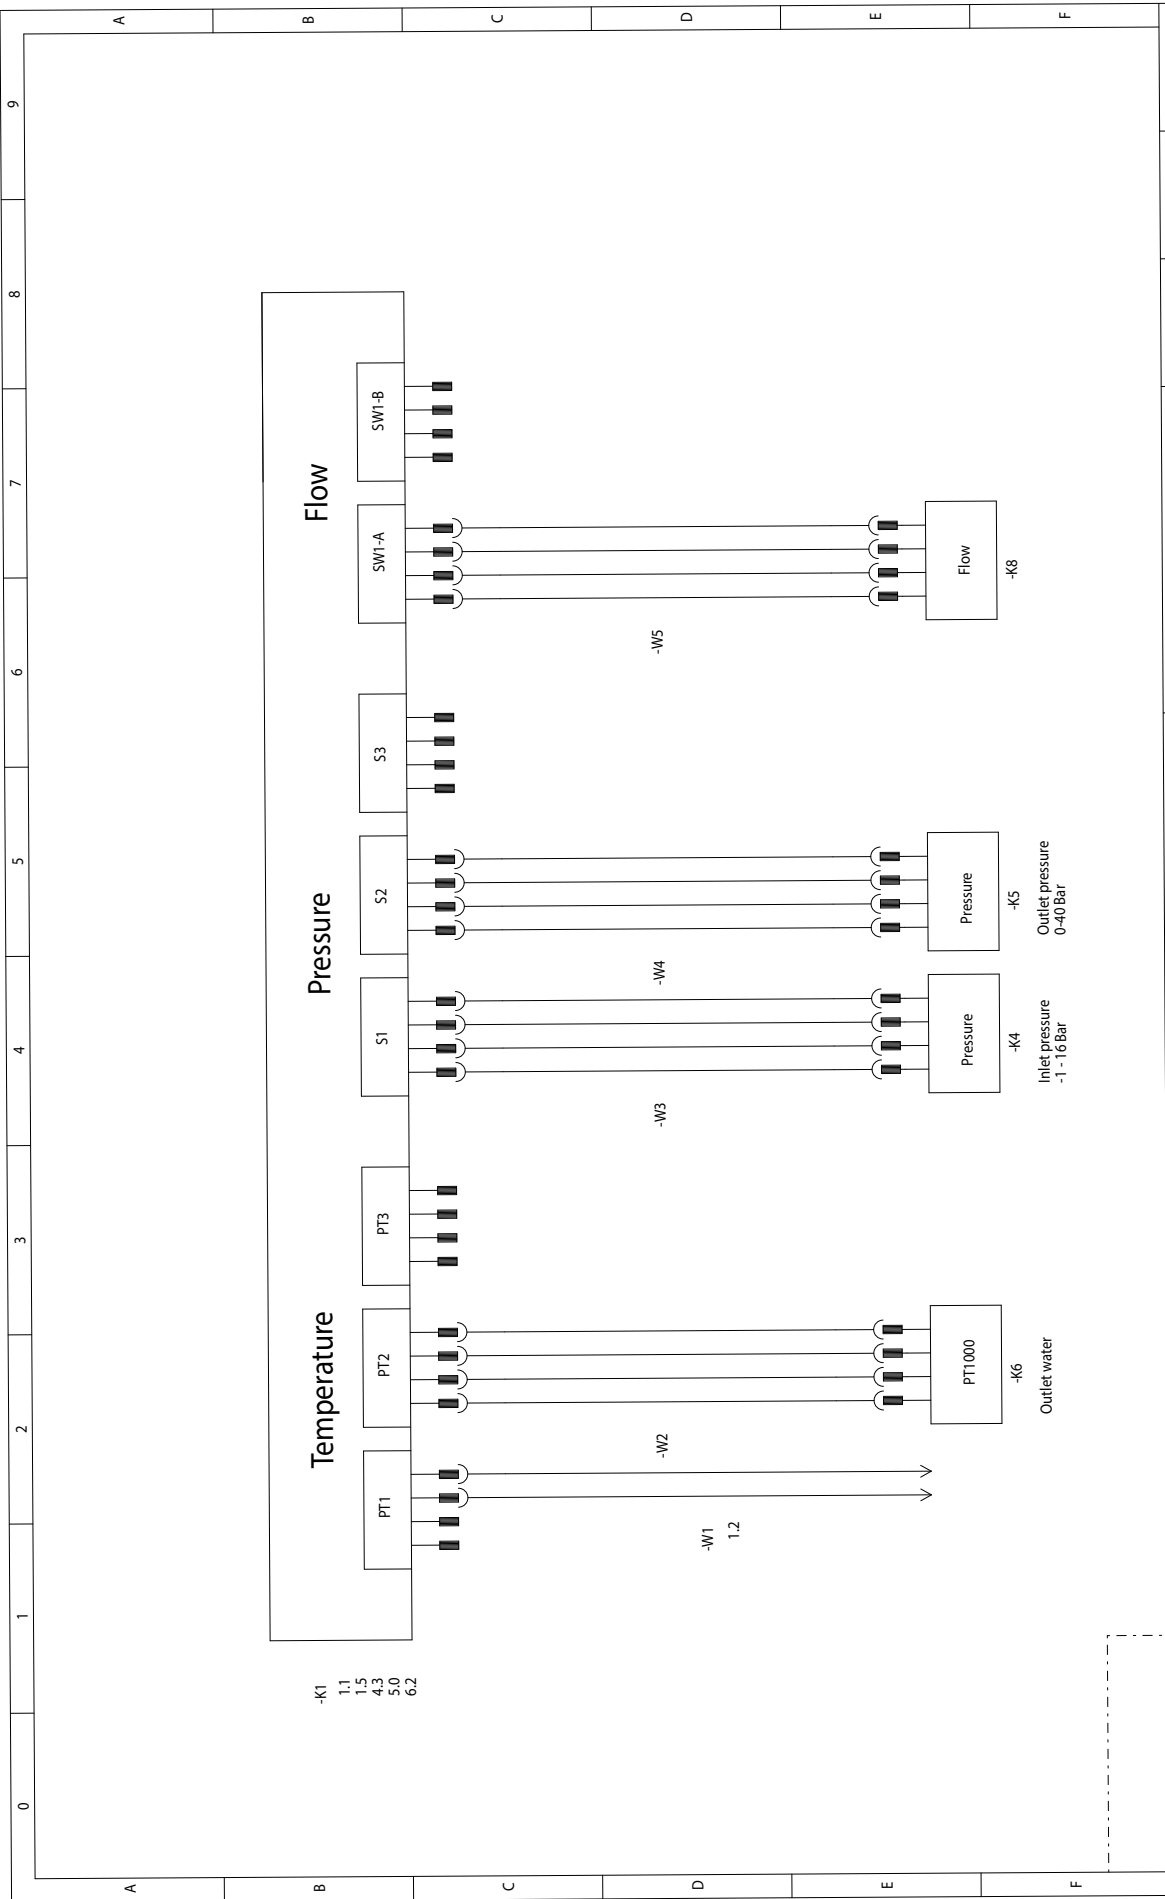 0 1 2 3 4 5 6 7 8 9
A
B
C
D
E
F
Temperature
Pressure
Flow
-K1
1.1
1.5
4.3
5.0
6.2
PT1
PT2
PT3
S1
S2
S3
SW1-A
SW1-B
-W1
1.2
-W2
-W3
-W4
-W5
PT1000
-K6
Outlet water
Pressure
-K4
Inlet pressure
-1 - 16 Bar
Pressure
-K5
Outlet pressure
0-40 Bar
Flow
-K8
A
B
C
D
E
F